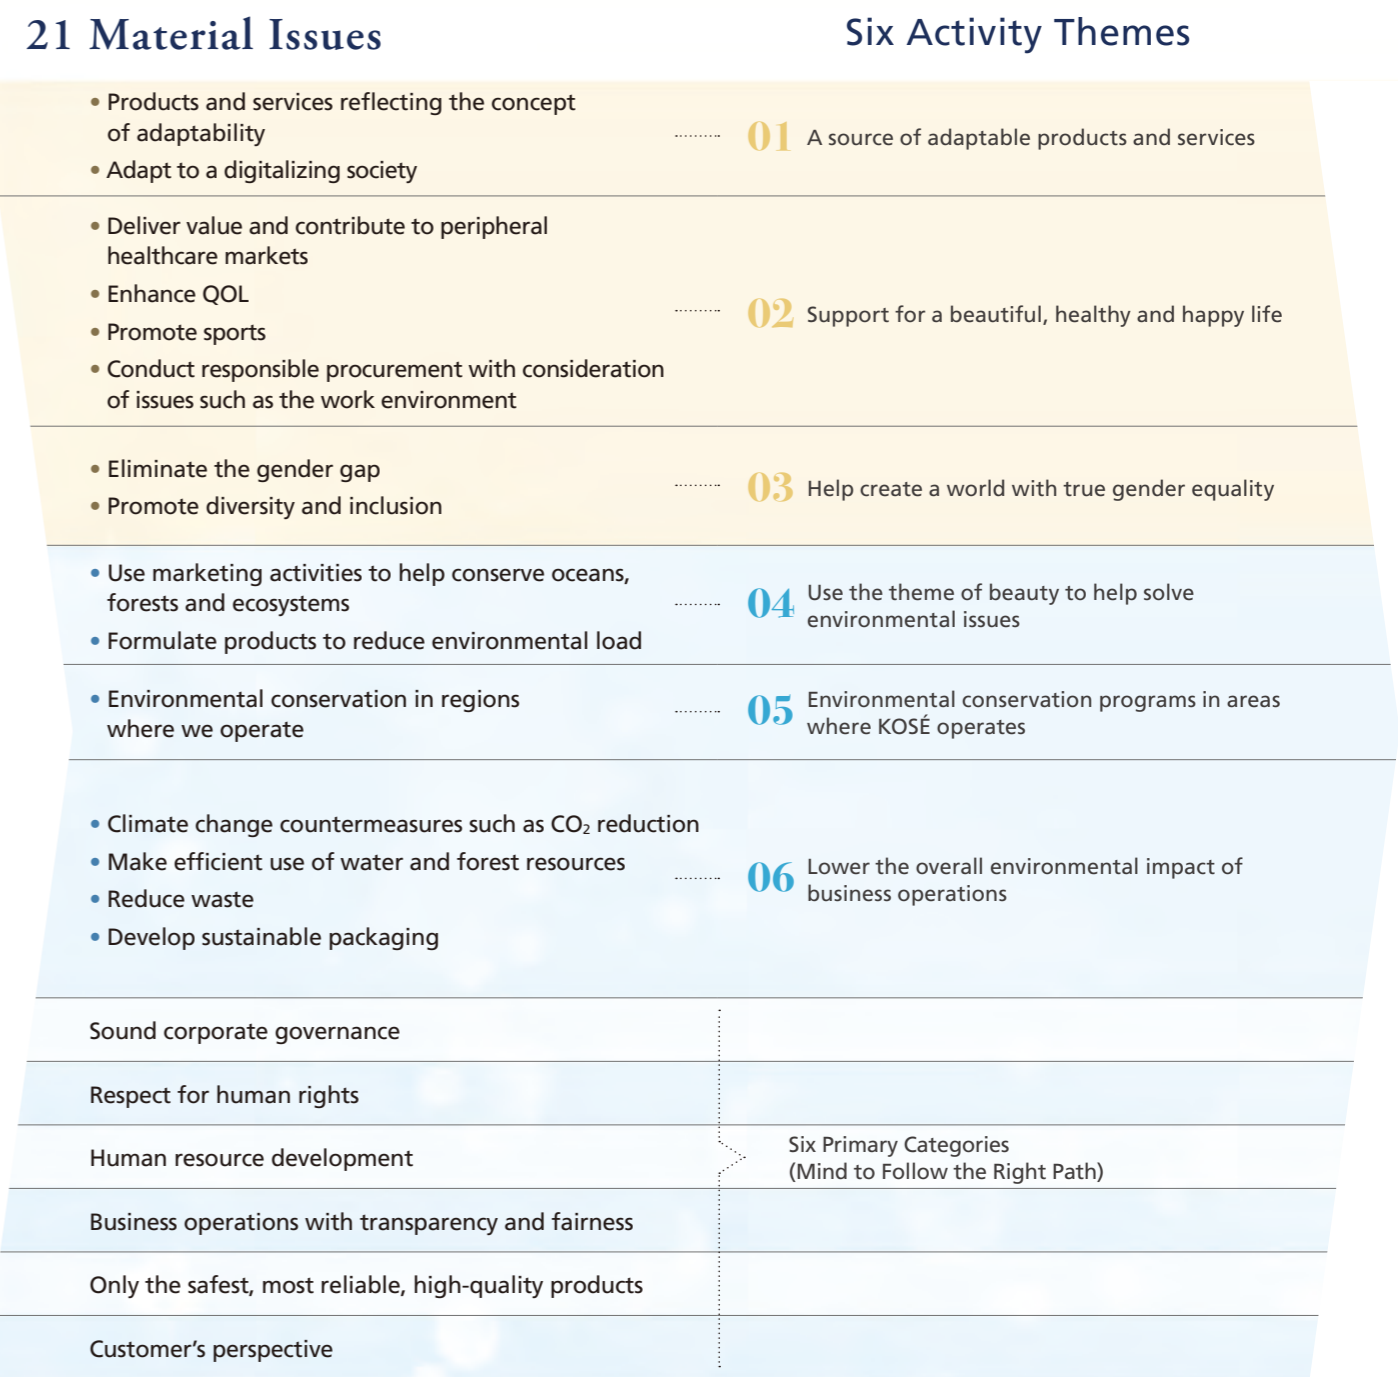 21 Material Issues
Six Activity Themes
• Products and services reflecting the concept
of adaptability
• Adapt to a digitalizing society
01 A source of adaptable products and services
• Deliver value and contribute to peripheral
healthcare markets
• Enhance QOL
• Promote sports
• Conduct responsible procurement with consideration
of issues such as the work environment
02 Support for a beautiful, healthy and happy life
• Eliminate the gender gap
• Promote diversity and inclusion
03 Help create a world with true gender equality
• Use marketing activities to help conserve oceans,
forests and ecosystems
• Formulate products to reduce environmental load
04 Use the theme of beauty to help solve
environmental issues
• Environmental conservation in regions
where we operate
05 Environmental conservation programs in areas
where KOSÉ operates
• Climate change countermeasures such as CO₂ reduction
• Make efficient use of water and forest resources
• Reduce waste
• Develop sustainable packaging
06 Lower the overall environmental impact of
business operations
Sound corporate governance
Respect for human rights
Human resource development
Business operations with transparency and fairness
Only the safest, most reliable, high-quality products
Customer's perspective
Six Primary Categories
(Mind to Follow the Right Path)